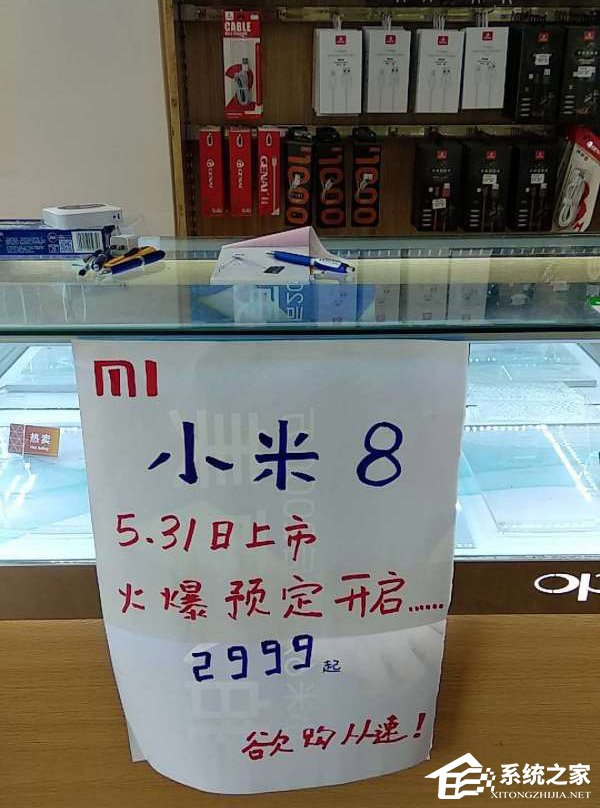 CABLE
1000
1000
热卖
MI
小米 8
5.31日上市
火爆预定开启......
2999起
欲购从速!
系统之家
XITONGZHIJIA.NET